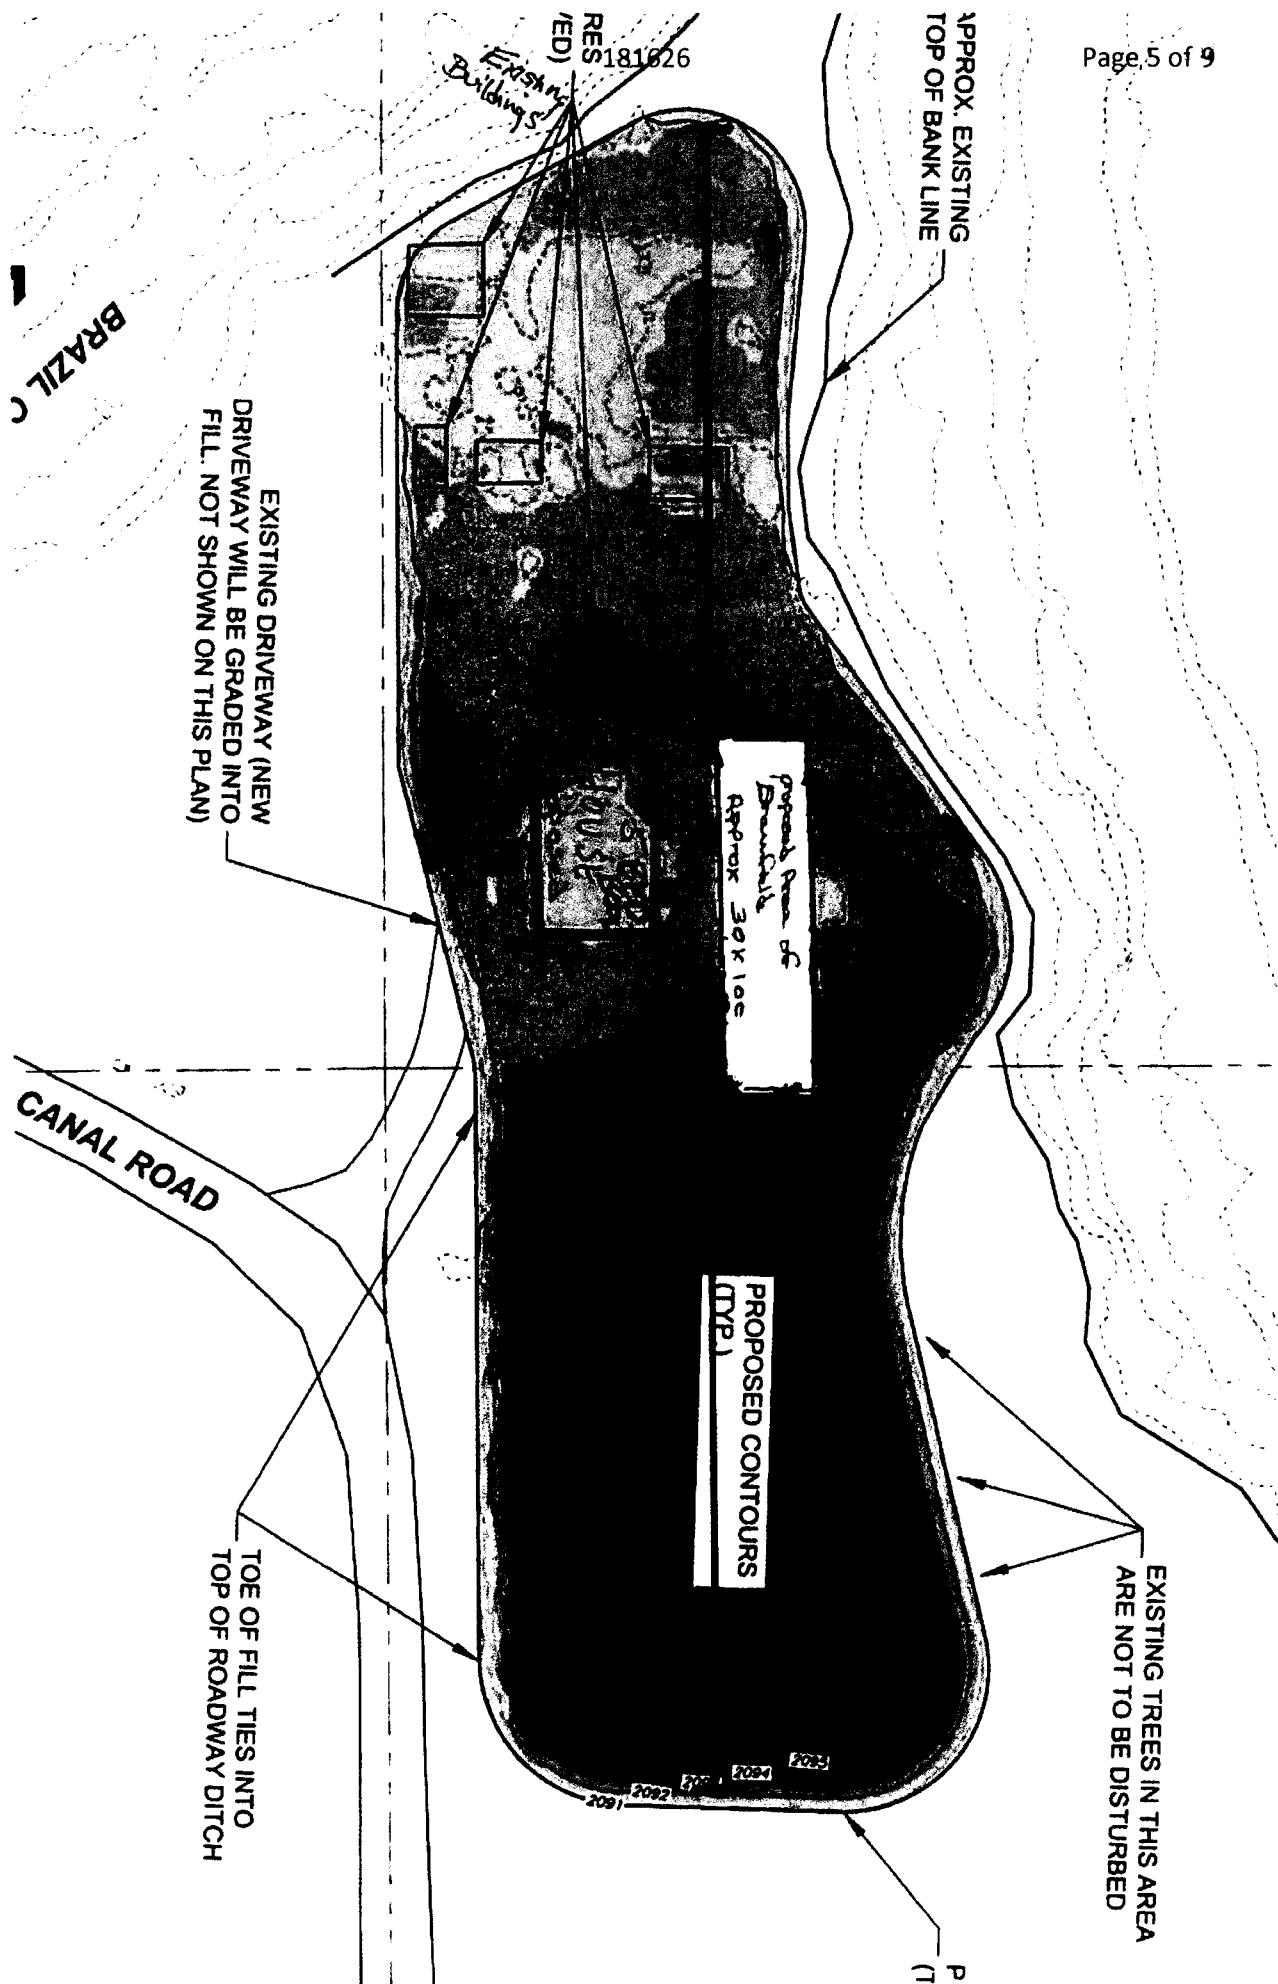 181626
Page 5 of 9
RES
VED)
Existing
Buildings
APPROX. EXISTING
TOP OF BANK LINE
BRAZIL C
EXISTING DRIVEWAY (NEW
DRIVEWAY WILL BE GRADED INTO
FILL. NOT SHOWN ON THIS PLAN)
HOUSE
proposed Area of
Approx 30 x 100
CANAL ROAD
PROPOSED CONTOURS
(TYP.)
EXISTING TREES IN THIS AREA
ARE NOT TO BE DISTURBED
TOE OF FILL TIES INTO
TOP OF ROADWAY DITCH
2091
2092
2094
2095
P
(T